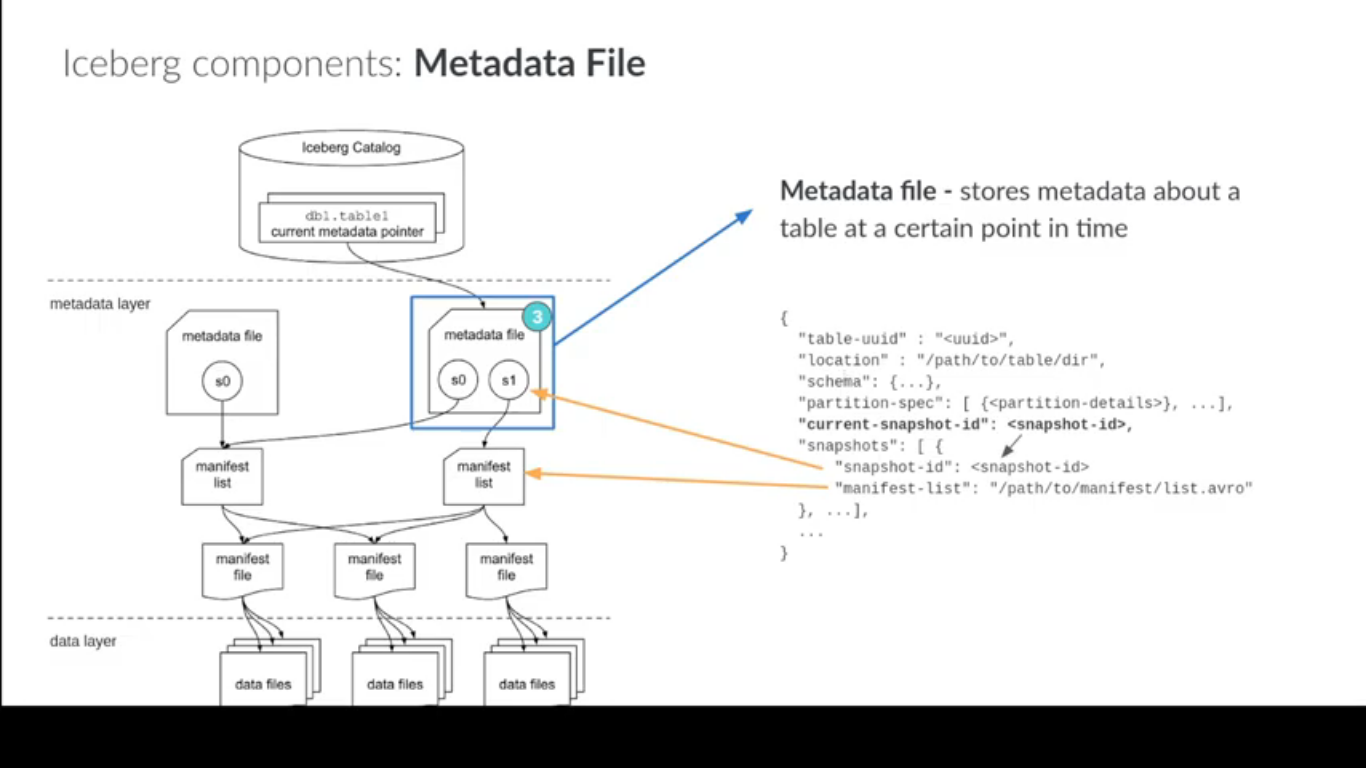 Iceberg components: Metadata File
Iceberg Catalog
db1.table1
current metadata pointer
metadata layer
metadata file
s0
3
metadata file
s0 s1
manifest
list
manifest
list
manifest
file
manifest
file
manifest
file
data layer
data files
data files
data files
Metadata file - stores metadata about a
table at a certain point in time
{
"table-uuid" : "<uuid>",
"location" : "/path/to/table/dir",
"schema": {...},
"partition-spec": [ {<partition-details>}, ...],
"current-snapshot-id": <snapshot-id>,
"snapshots": [ {
"snapshot-id": <snapshot-id>
"manifest-list": "/path/to/manifest/list.avro"
}, ...],
...
}